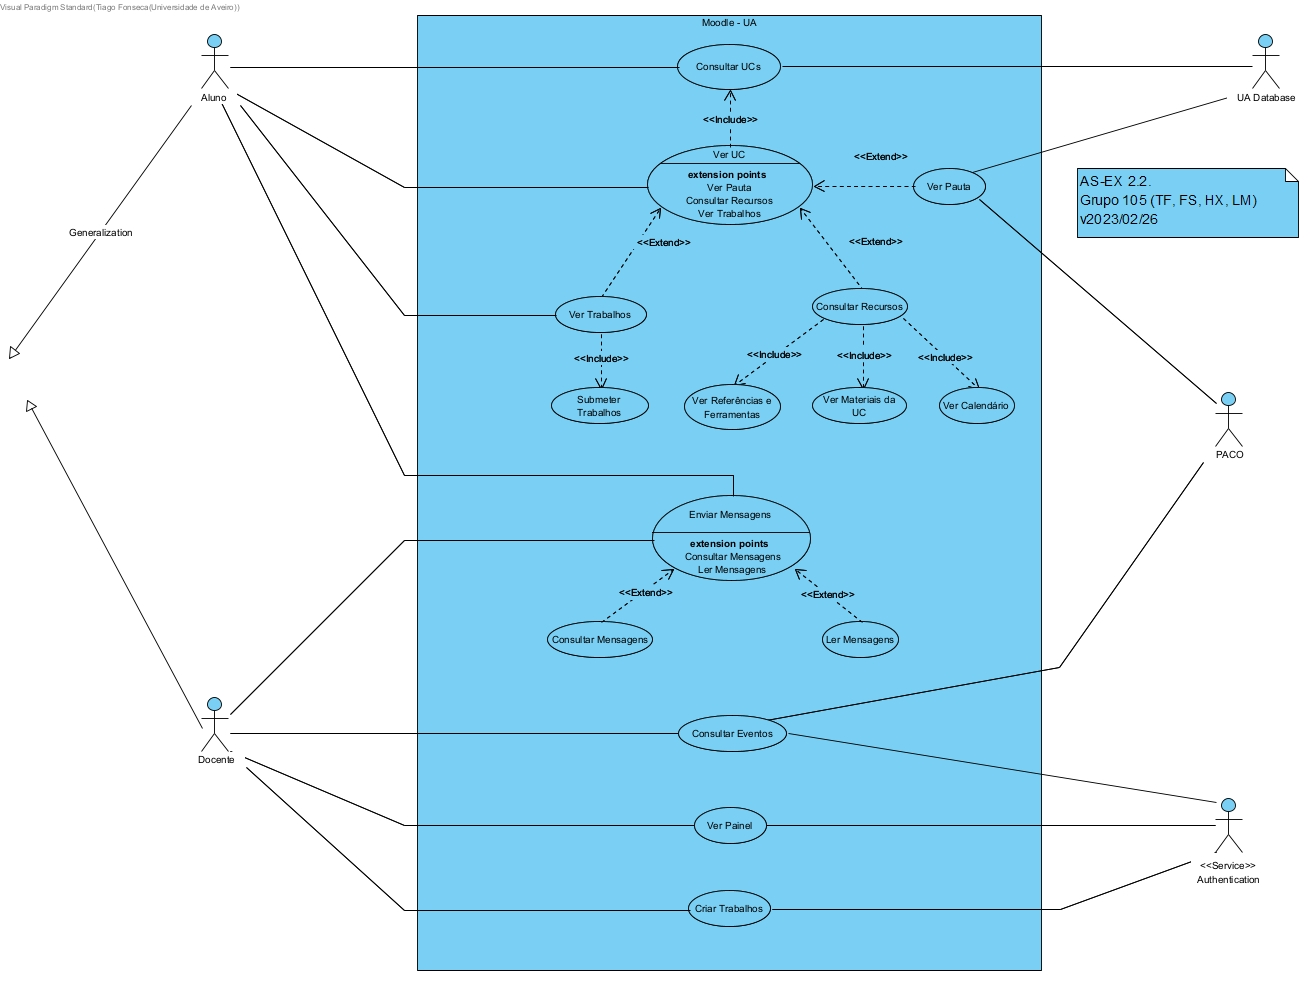 Visual Paradigm Standard(Tiago Fonseca(Universidade de Aveiro))
Moodle - UA
Consultar UCs
Aluno
UA Database
<<Include>>
Ver UC
extension points
Ver Pauta
Consultar Recursos
Ver Trabalhos
<<Extend>>
Ver Pauta
AS-EX 2.2.
Grupo 105 (TF, FS, HX, LM)
v2023/02/26
Generalization
<<Extend>>
<<Extend>>
Ver Trabalhos
Consultar Recursos
<<Include>>
<<Include>>
<<Include>>
<<Include>>
Submeter
Trabalhos
Ver Referências e
Ferramentas
Ver Materiais da
UC
Ver Calendário
PACO
Enviar Mensagens
extension points
Consultar Mensagens
Ler Mensagens
<<Extend>>
<<Extend>>
Consultar Mensagens
Ler Mensagens
Consultar Eventos
Docente
Ver Painel
<<Service>>
Authentication
Criar Trabalhos